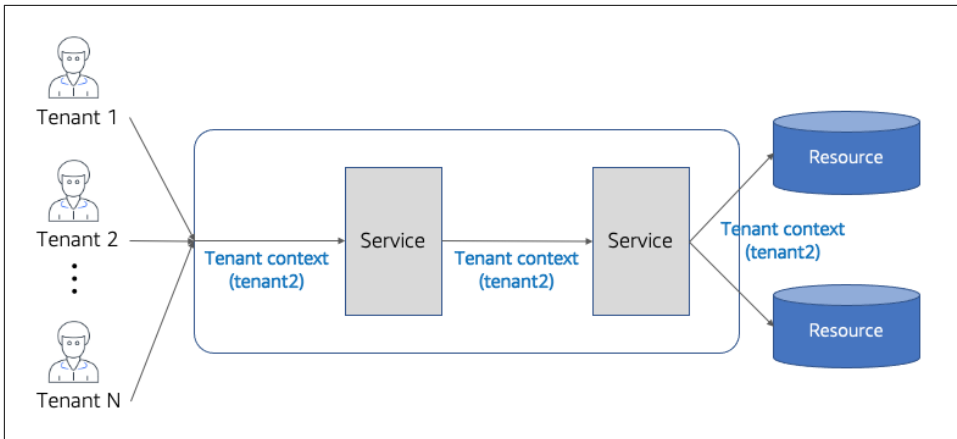 Tenant 1
Tenant 2
Tenant N
Tenant context
(tenant2)
Service
Tenant context
(tenant2)
Service
Tenant context
(tenant2)
Resource
Resource